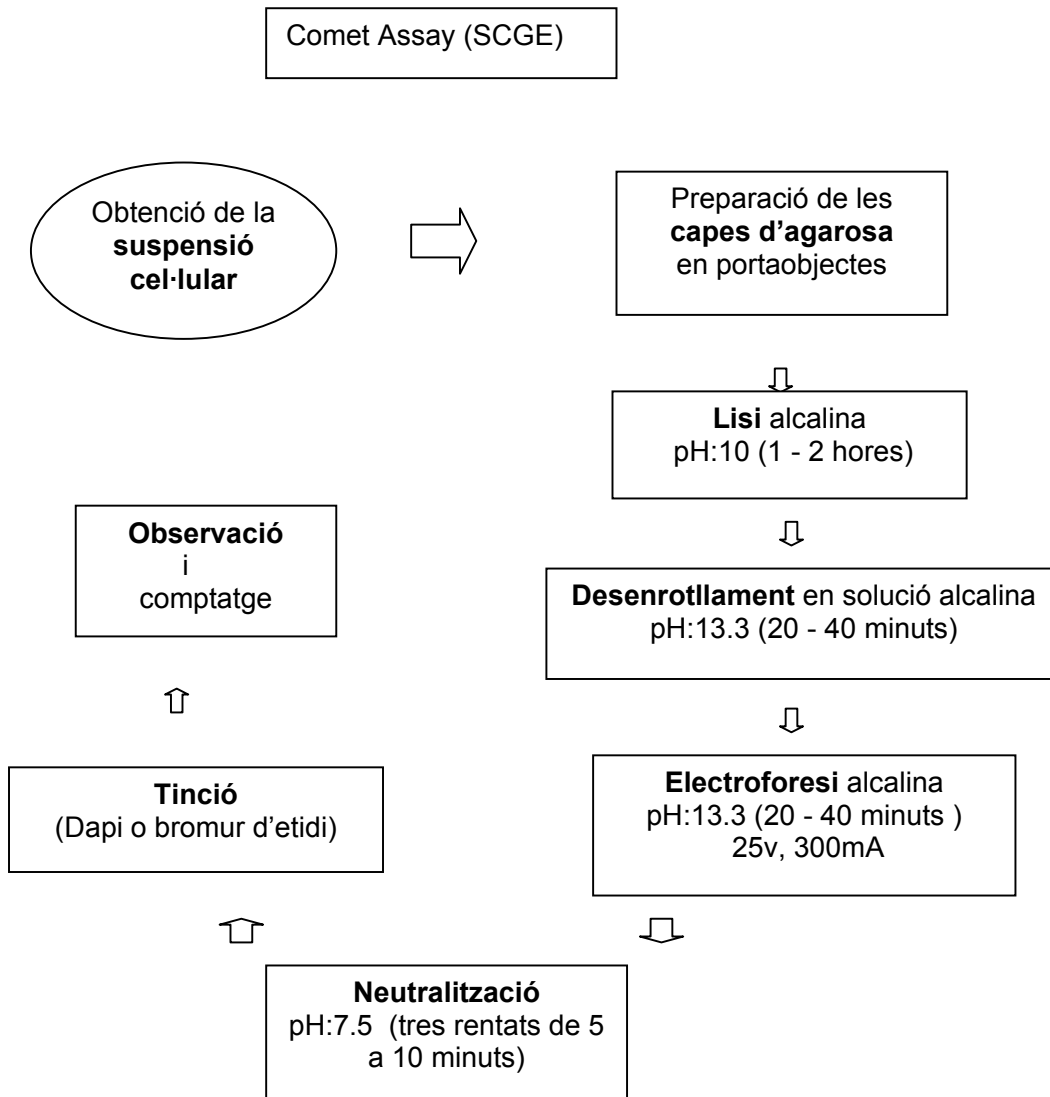 Comet Assay (SCGE)
Obtenció de la
suspensió
cel·lular
Preparació de les
capes d’agarosa
en portaobjectes
Lisi alcalina
pH:10 (1 - 2 hores)
Desenrotllament en solució alcalina
pH:13.3 (20 - 40 minuts)
Electroforesi alcalina
pH:13.3 (20 - 40 minuts )
25v, 300mA
Neutralització
pH:7.5 (tres rentats de 5
a 10 minuts)
Tinció
(Dapi o bromur d’etidi)
Observació
i
comptatge